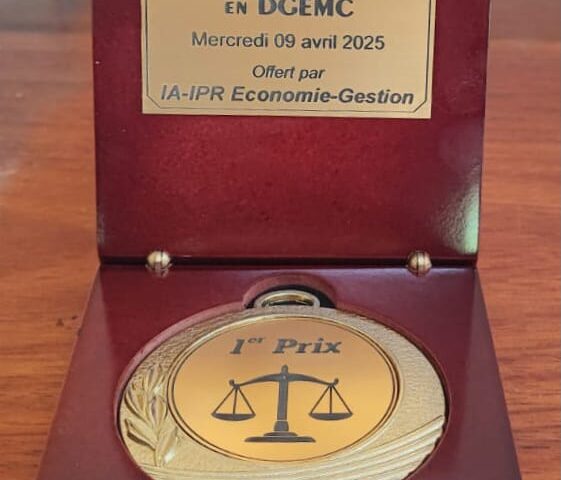 EN DGEMC
Mercredi 09 avril 2025
Offert par
IA-IPR Economie-Gestion
1er Prix